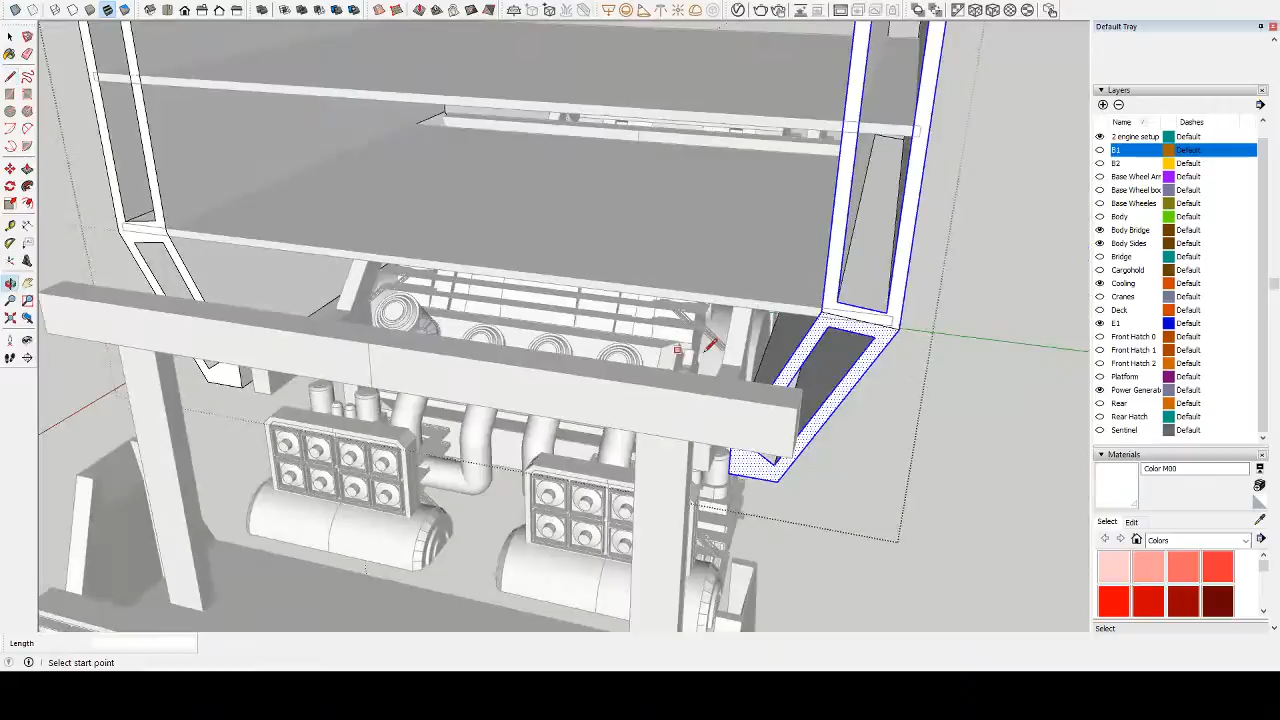 Default Tray
Layers
Name Dashes
2 engine setup Default
B1 Default
B2 Default
Base Wheel Arr Default
Base Wheel boc Default
Base Wheeles Default
Body Default
Body Bridge Default
Body Sides Default
Bridge Default
Cargohold Default
Cooling Default
Cranes Default
Deck Default
E1 Default
Front Hatch 0 Default
Front Hatch 1 Default
Front Hatch 2 Default
Platform Default
Power Generato Default
Rear Default
Rear Hatch Default
Sentinel Default
Materials
Color M00
Select Edit
Colors
Select
Length
Select start point